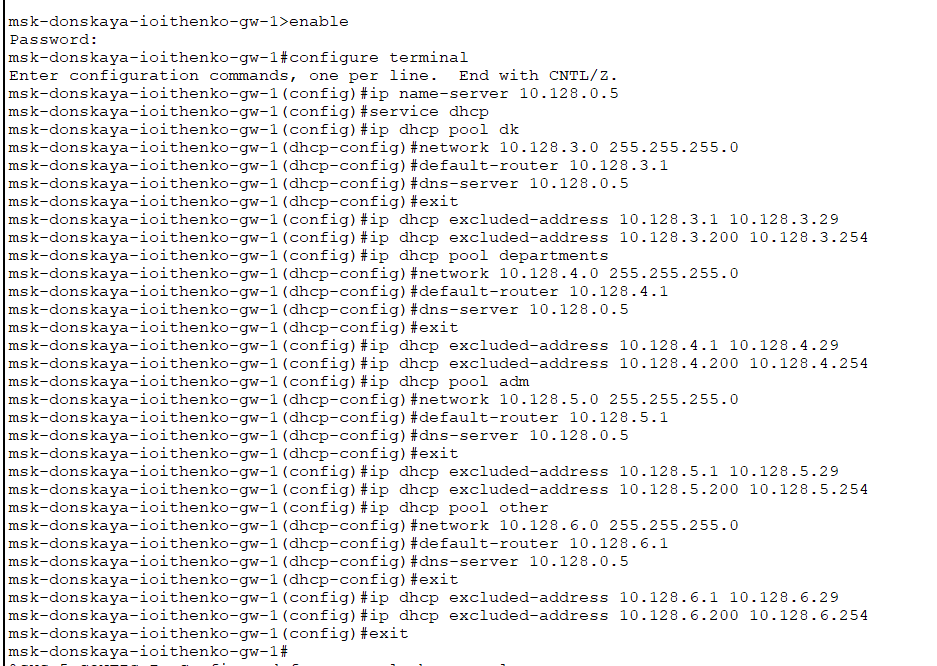 msk-donskaya-ioithenko-gw-1>enable
Password:
msk-donskaya-ioithenko-gw-1#configure terminal
Enter configuration commands, one per line.  End with CNTL/Z.
msk-donskaya-ioithenko-gw-1(config)#ip name-server 10.128.0.5
msk-donskaya-ioithenko-gw-1(config)#service dhcp
msk-donskaya-ioithenko-gw-1(config)#ip dhcp pool dk
msk-donskaya-ioithenko-gw-1(dhcp-config)#network 10.128.3.0 255.255.255.0
msk-donskaya-ioithenko-gw-1(dhcp-config)#default-router 10.128.3.1
msk-donskaya-ioithenko-gw-1(dhcp-config)#dns-server 10.128.0.5
msk-donskaya-ioithenko-gw-1(dhcp-config)#exit
msk-donskaya-ioithenko-gw-1(config)#ip dhcp excluded-address 10.128.3.1 10.128.3.29
msk-donskaya-ioithenko-gw-1(config)#ip dhcp excluded-address 10.128.3.200 10.128.3.254
msk-donskaya-ioithenko-gw-1(config)#ip dhcp pool departments
msk-donskaya-ioithenko-gw-1(dhcp-config)#network 10.128.4.0 255.255.255.0
msk-donskaya-ioithenko-gw-1(dhcp-config)#default-router 10.128.4.1
msk-donskaya-ioithenko-gw-1(dhcp-config)#dns-server 10.128.0.5
msk-donskaya-ioithenko-gw-1(dhcp-config)#exit
msk-donskaya-ioithenko-gw-1(config)#ip dhcp excluded-address 10.128.4.1 10.128.4.29
msk-donskaya-ioithenko-gw-1(config)#ip dhcp excluded-address 10.128.4.200 10.128.4.254
msk-donskaya-ioithenko-gw-1(config)#ip dhcp pool adm
msk-donskaya-ioithenko-gw-1(dhcp-config)#network 10.128.5.0 255.255.255.0
msk-donskaya-ioithenko-gw-1(dhcp-config)#default-router 10.128.5.1
msk-donskaya-ioithenko-gw-1(dhcp-config)#dns-server 10.128.0.5
msk-donskaya-ioithenko-gw-1(dhcp-config)#exit
msk-donskaya-ioithenko-gw-1(config)#ip dhcp excluded-address 10.128.5.1 10.128.5.29
msk-donskaya-ioithenko-gw-1(config)#ip dhcp excluded-address 10.128.5.200 10.128.5.254
msk-donskaya-ioithenko-gw-1(config)#ip dhcp pool other
msk-donskaya-ioithenko-gw-1(dhcp-config)#network 10.128.6.0 255.255.255.0
msk-donskaya-ioithenko-gw-1(dhcp-config)#default-router 10.128.6.1
msk-donskaya-ioithenko-gw-1(dhcp-config)#dns-server 10.128.0.5
msk-donskaya-ioithenko-gw-1(dhcp-config)#exit
msk-donskaya-ioithenko-gw-1(config)#ip dhcp excluded-address 10.128.6.1 10.128.6.29
msk-donskaya-ioithenko-gw-1(config)#ip dhcp excluded-address 10.128.6.200 10.128.6.254
msk-donskaya-ioithenko-gw-1(config)#exit
msk-donskaya-ioithenko-gw-1#